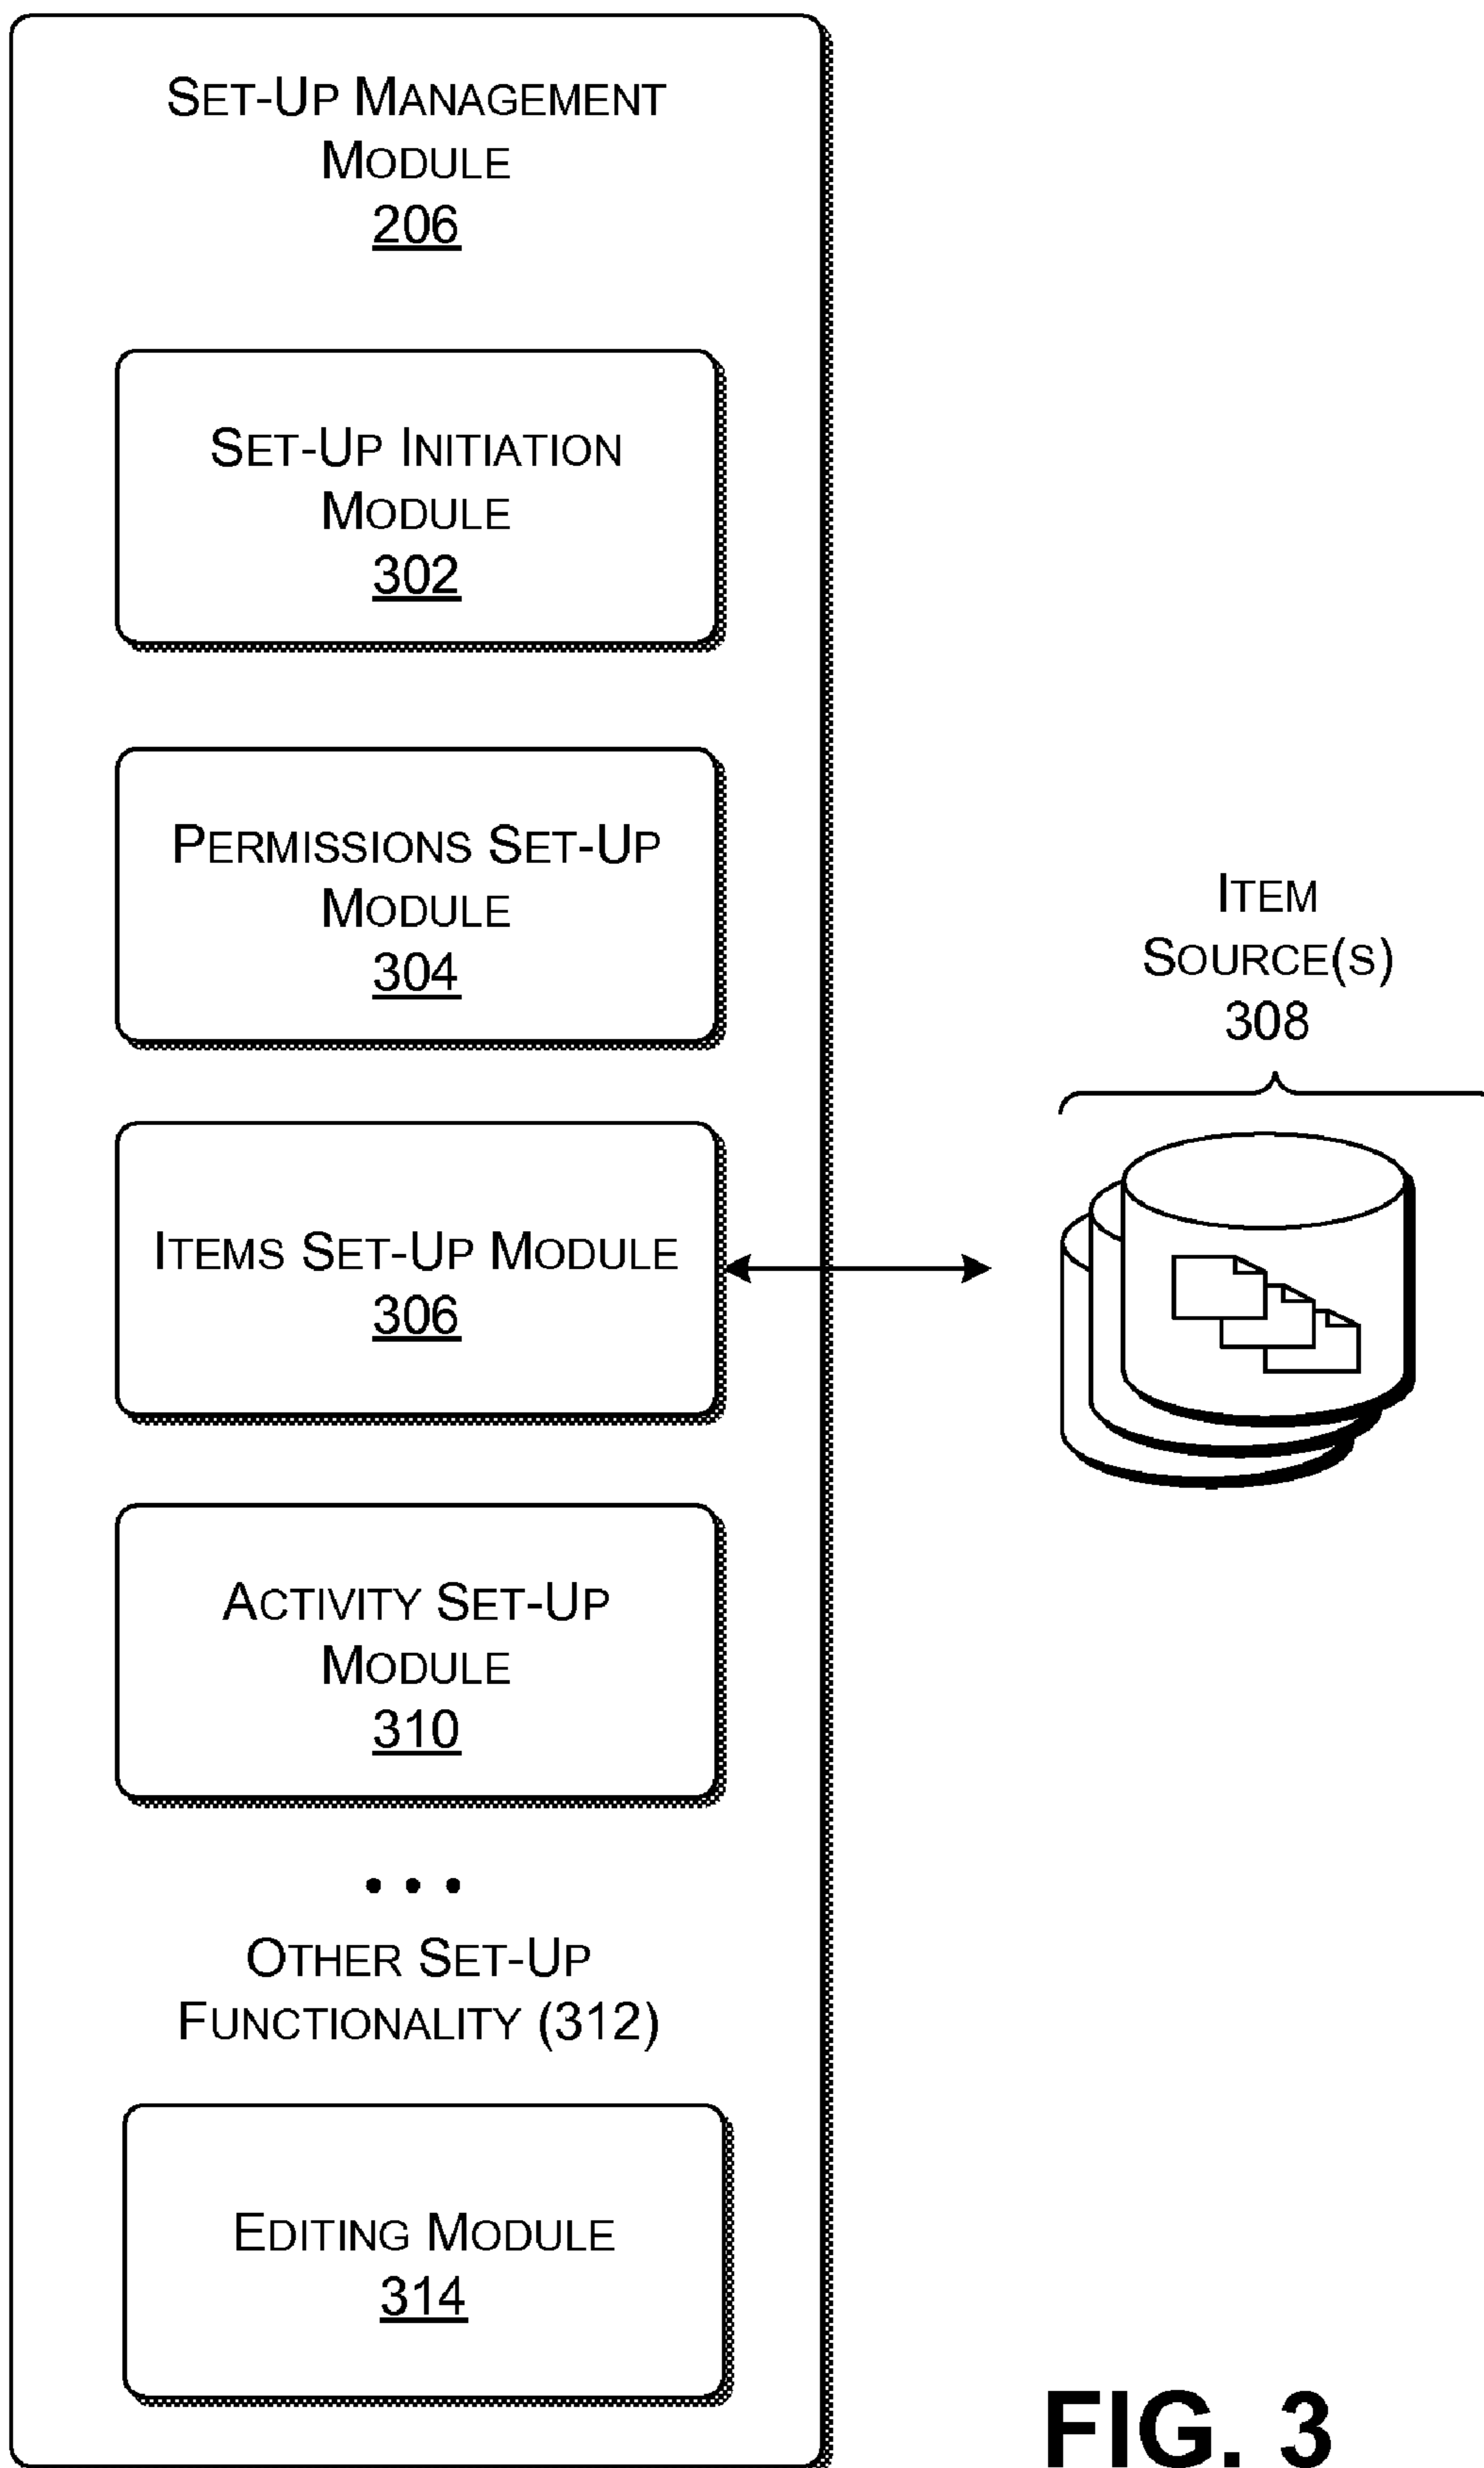 SET-UP MANAGEMENT
MODULE
206
SET-UP INITIATION
MODULE
302
PERMISSIONS SET-UP
MODULE
304
ITEM
SOURCE(S)
308
ITEMS SET-UP MODULE
306
ACTIVITY SET-UP
MODULE
310
• • •
OTHER SET-UP
FUNCTIONALITY (312)
EDITING MODULE
314
FIG. 3